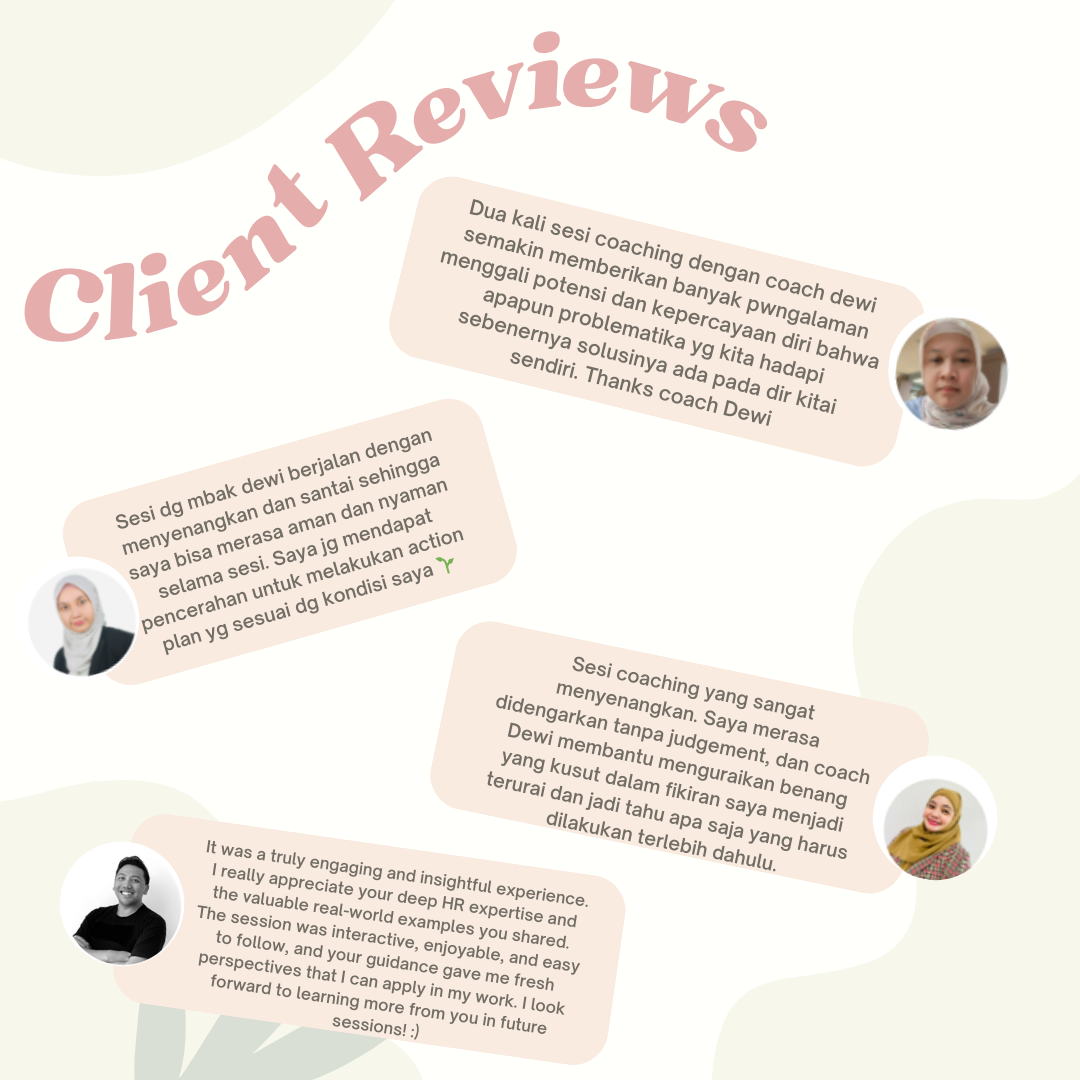 Client Reviews
Dua kali sesi coaching dengan coach dewi
semakin memberikan banyak pwngalaman
menggali potensi dan kepercayaan diri bahwa
apapun problematika yg kita hadapi
sebenernya solusinya ada pada dir kitai
sendiri. Thanks coach Dewi
Sesi dg mbak dewi berjalan dengan
menyenangkan dan santai sehingga
saya bisa merasa aman dan nyaman
selama sesi. Saya jg mendapat
pencerahan untuk melakukan action
plan yg sesuai dg kondisi saya 🌱
Sesi coaching yang sangat
menyenangkan. Saya merasa
didengarkan tanpa judgement, dan coach
Dewi membantu menguraikan benang
yang kusut dalam fikiran saya menjadi
terurai dan jadi tahu apa saja yang harus
dilakukan terlebih dahulu.
It was a truly engaging and insightful experience.
I really appreciate your deep HR expertise and
the valuable real-world examples you shared.
The session was interactive, enjoyable, and easy
to follow, and your guidance gave me fresh
perspectives that I can apply in my work. I look
forward to learning more from you in future
sessions! :)